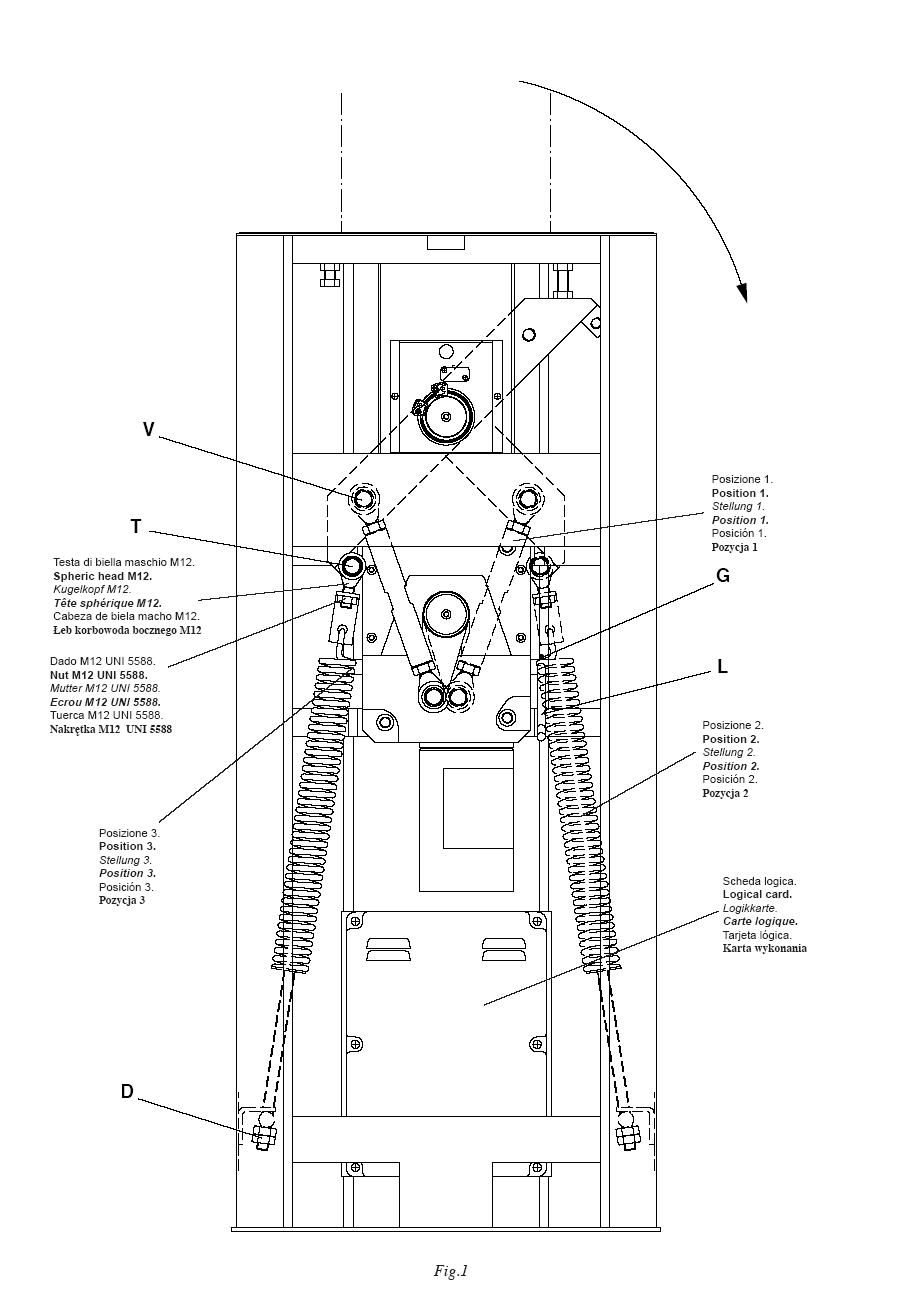 V
T
Testa di biella maschio M12.
Spheric head M12.
Kugelkopf M12.
Tête sphérique M12.
Cabeza de biela macho M12.
Łeb korbowoda bocznego M12
Dado M12 UNI 5588.
Nut M12 UNI 5588.
Mutter M12 UNI 5588.
Ecrou M12 UNI 5588.
Tuerca M12 UNI 5588.
Nakrętka M12 UNI 5588
Posizione 3.
Position 3.
Stellung 3.
Position 3.
Posición 3.
Pozycja 3
D
Posizione 1.
Position 1.
Stellung 1.
Position 1.
Posición 1.
Pozycja 1
G
L
Posizione 2.
Position 2.
Stellung 2.
Position 2.
Posición 2.
Pozycja 2
Scheda logica.
Logical card.
Logikkarte.
Carte logique.
Tarjeta lógica.
Karta wykonania
Fig.1